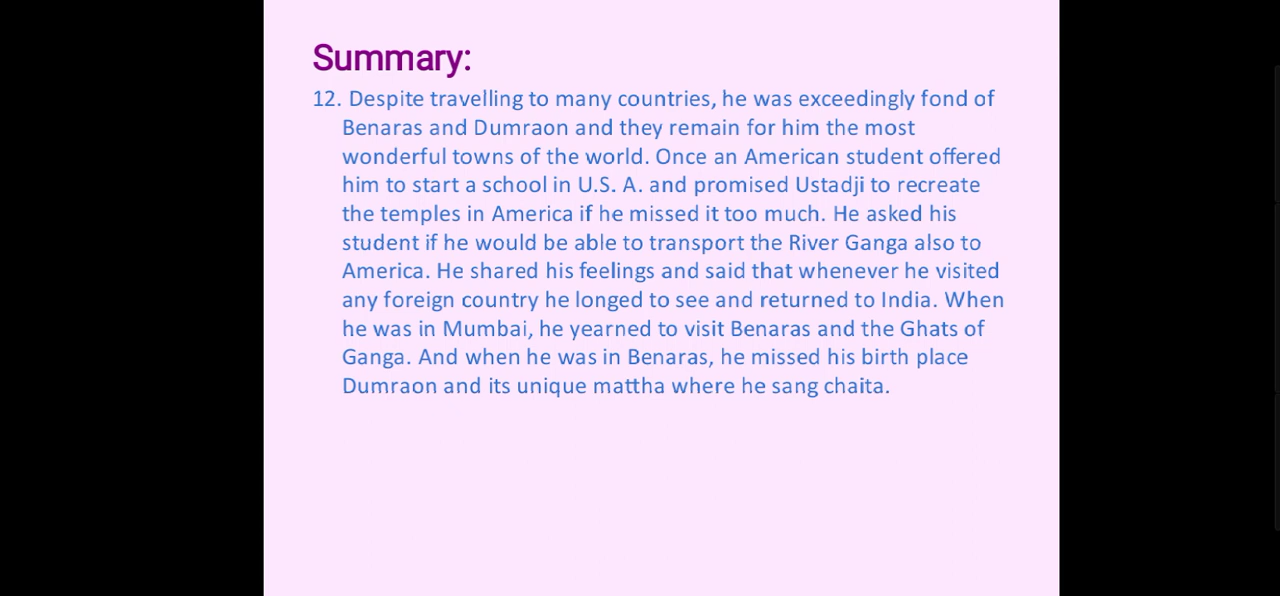 Summary:
12. Despite travelling to many countries, he was exceedingly fond of
Benaras and Dumraon and they remain for him the most
wonderful towns of the world. Once an American student offered
him to start a school in U.S. A. and promised Ustadji to recreate
the temples in America if he missed it too much. He asked his
student if he would be able to transport the River Ganga also to
America. He shared his feelings and said that whenever he visited
any foreign country he longed to see and returned to India. When
he was in Mumbai, he yearned to visit Benaras and the Ghats of
Ganga. And when he was in Benaras, he missed his birth place
Dumraon and its unique mattha where he sang chaita.